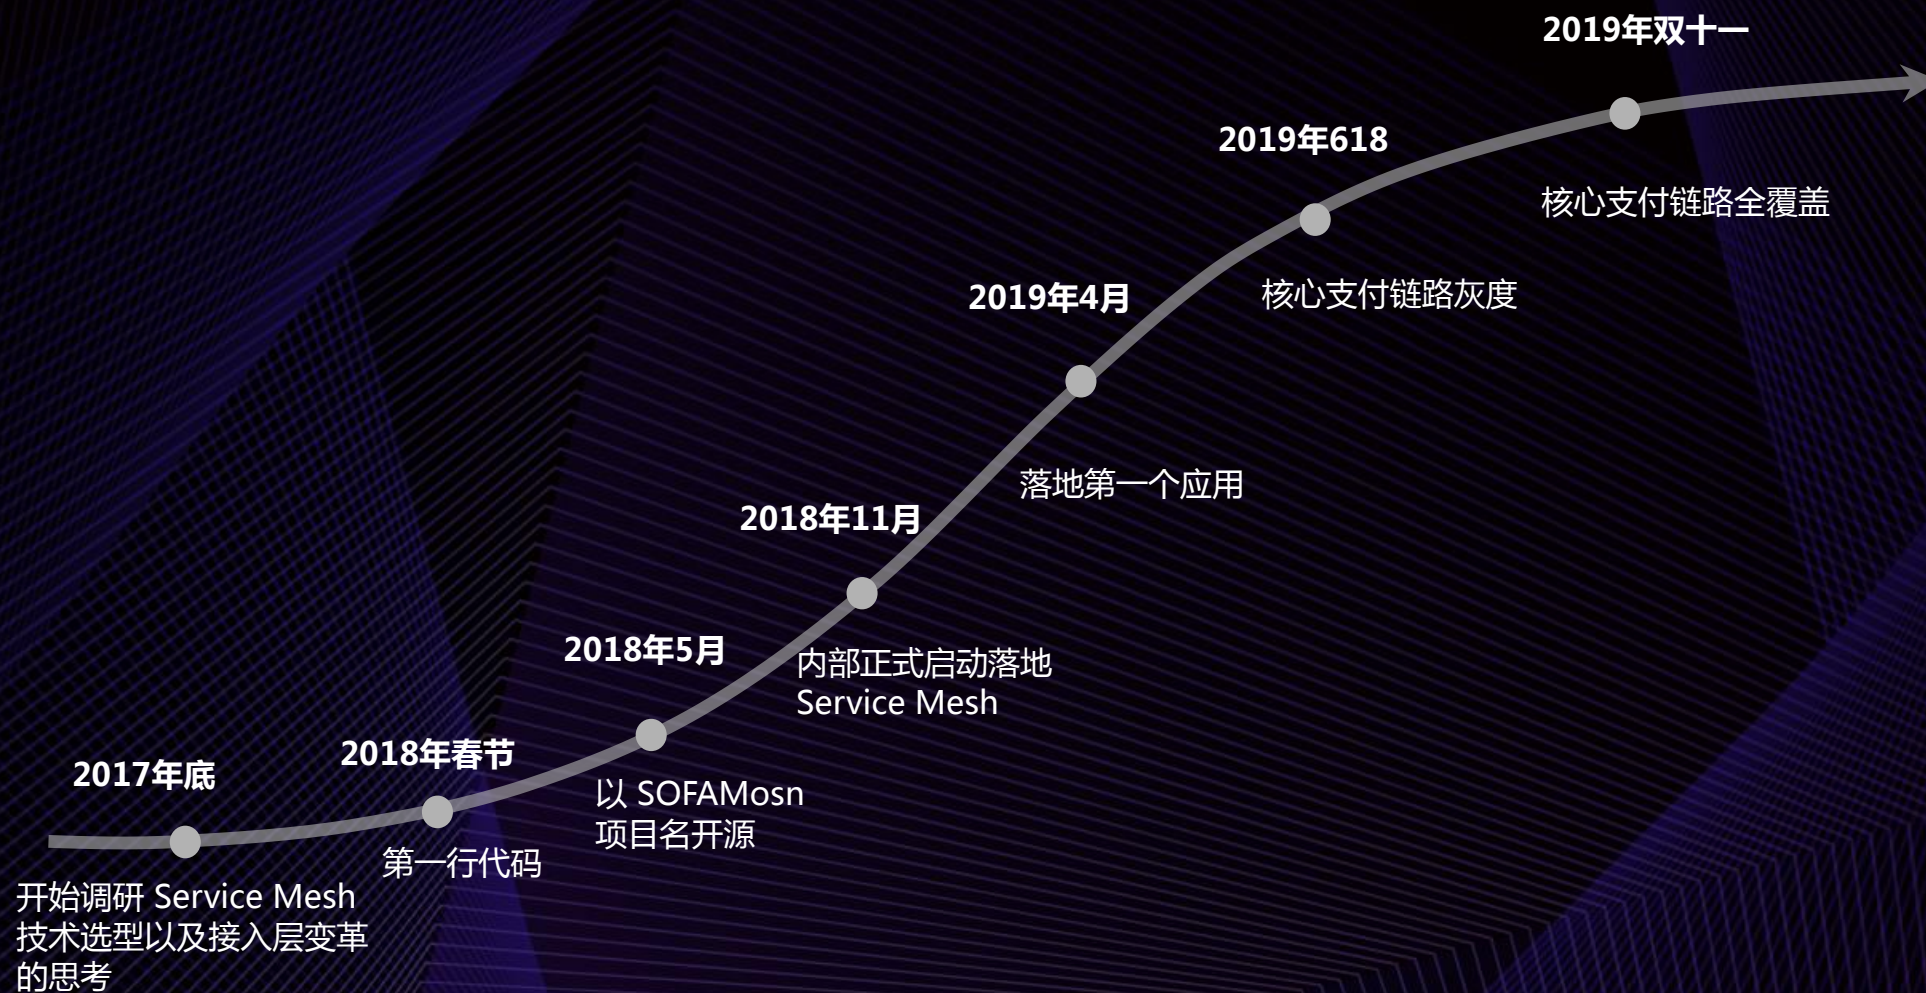 2017年底
开始调研 Service Mesh
技术选型以及接入层变革
的思考
2018年春节
第一行代码
2018年5月
以 SOFAMosn
项目名开源
2018年11月
内部正式启动落地
Service Mesh
2019年4月
落地第一个应用
2019年618
核心支付链路灰度
2019年双十一
核心支付链路全覆盖